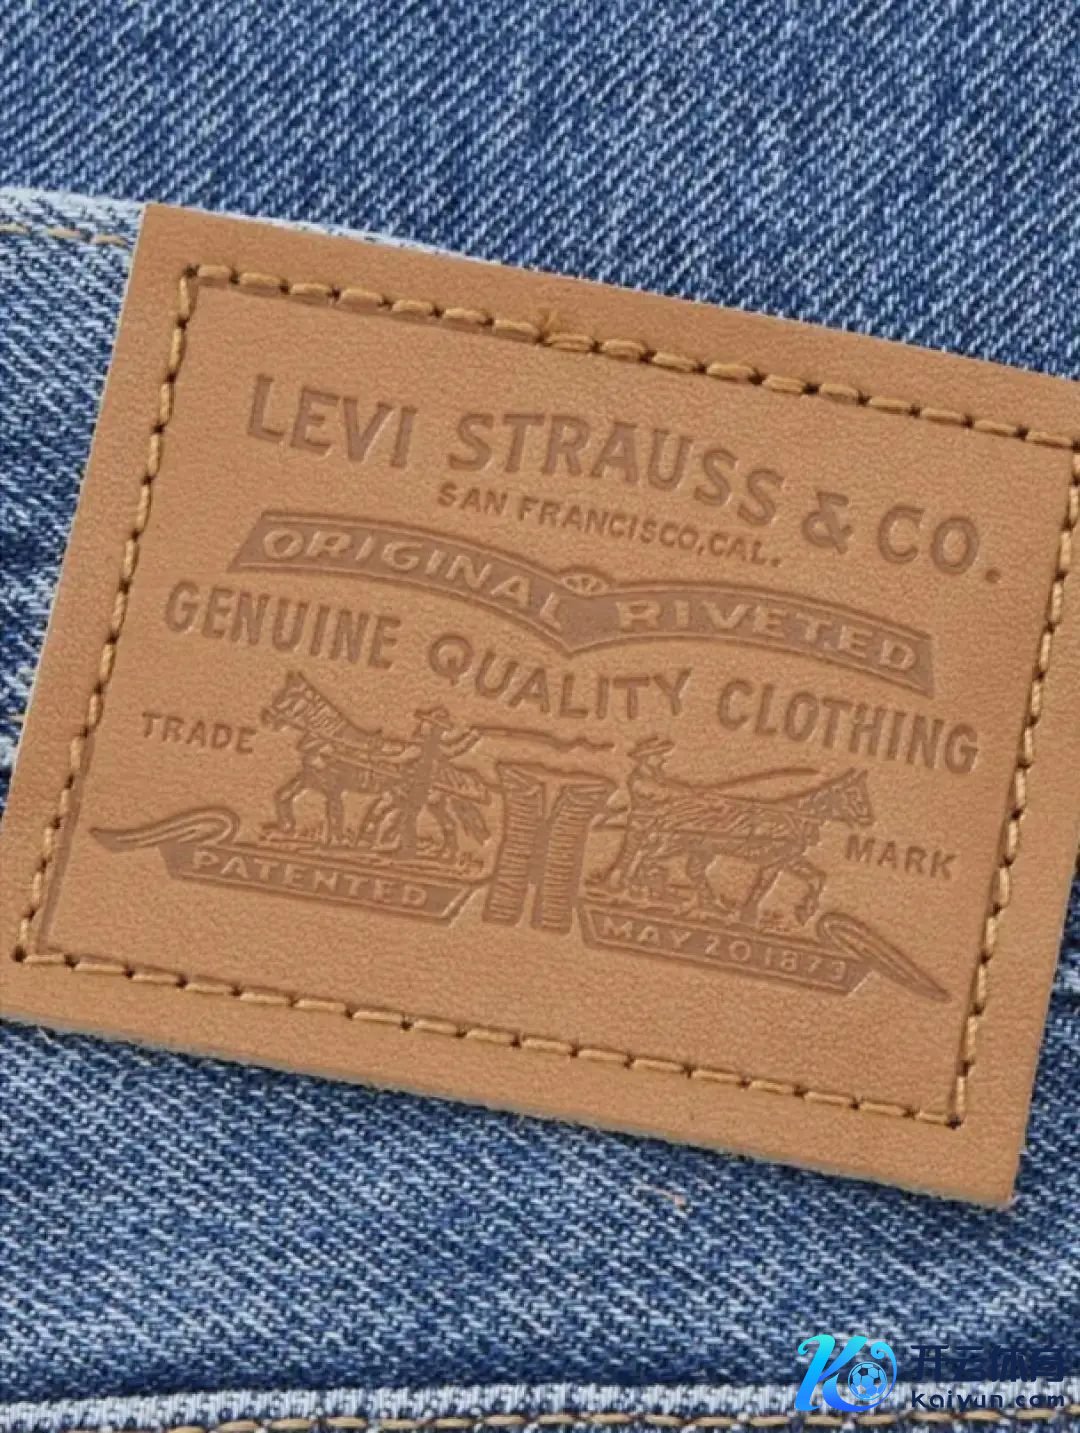 LEVI STRAUSS & CO.
SAN FRANCISCO, CAL.
ORIGINAL RIVETED
GENUINE QUALITY CLOTHING
TRADE MARK
PATENTED MAY 20 1873
开云体育
Kaiyun.com